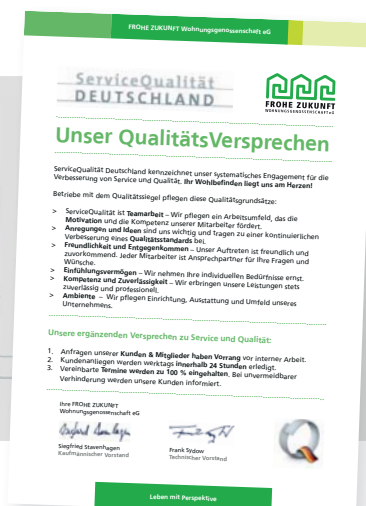 FROHE ZUKUNFT Wohnungsgenossenschaft eG
ServiceQualität
DEUTSCHLAND
FROHE ZUKUNFT
WOHNUNGSGENOSSENSCHAFT eG
Unser QualitätsVersprechen
ServiceQualität Deutschland kennzeichnet unser systematisches Engagement für die
Verbesserung von Service und Qualität. Ihr Wohlbefinden liegt uns am Herzen!
Betriebe mit dem Qualitätssiegel pflegen diese Qualitätsgrundsätze:
> ServiceQualität ist Teamarbeit – Wir pflegen ein Arbeitsumfeld, das die
Motivation und die Kompetenz unserer Mitarbeiter fördert.
> Anregungen und Ideen sind uns wichtig und tragen zu einer kontinuierlichen
Verbesserung eines Qualitätsstandards bei.
> Freundlichkeit und Entgegenkommen – Unser Auftreten ist freundlich und
zuvorkommend. Jeder Mitarbeiter ist Ansprechpartner für Ihre Fragen und
Wünsche.
> Einfühlungsvermögen – Wir nehmen Ihre individuellen Bedürfnisse ernst.
> Kompetenz und Zuverlässigkeit – Wir erbringen unsere Leistungen stets
zuverlässig und professionell.
> Ambiente – Wir pflegen Einrichtung, Ausstattung und Umfeld unseres
Unternehmens.
Unsere ergänzenden Versprechen zu Service und Qualität:
1. Anfragen unserer Kunden & Mitglieder haben Vorrang vor interner Arbeit.
2. Kundenanliegen werden werktags innerhalb 24 Stunden erledigt.
3. Vereinbarte Termine werden zu 100 % eingehalten. Bei unvermeidbarer
Verhinderung werden unsere Kunden informiert.
Ihre FROHE ZUKUNFT
Wohnungsgenossenschaft eG
Siegfried Stavenhagen
Kaufmännischer Vorstand
Frank Sydow
Technischer Vorstand
Leben mit Perspektive